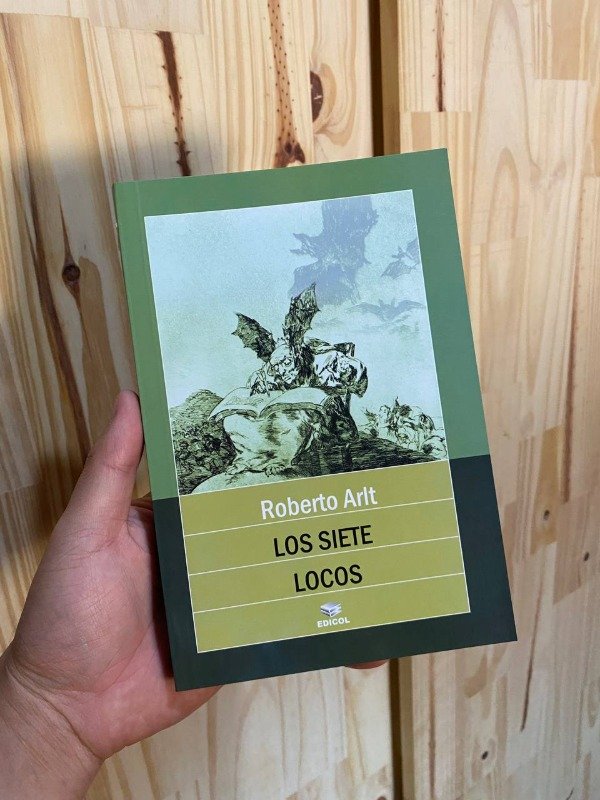 Roberto Arlt
LOS SIETE
LOCOS
EDICOL